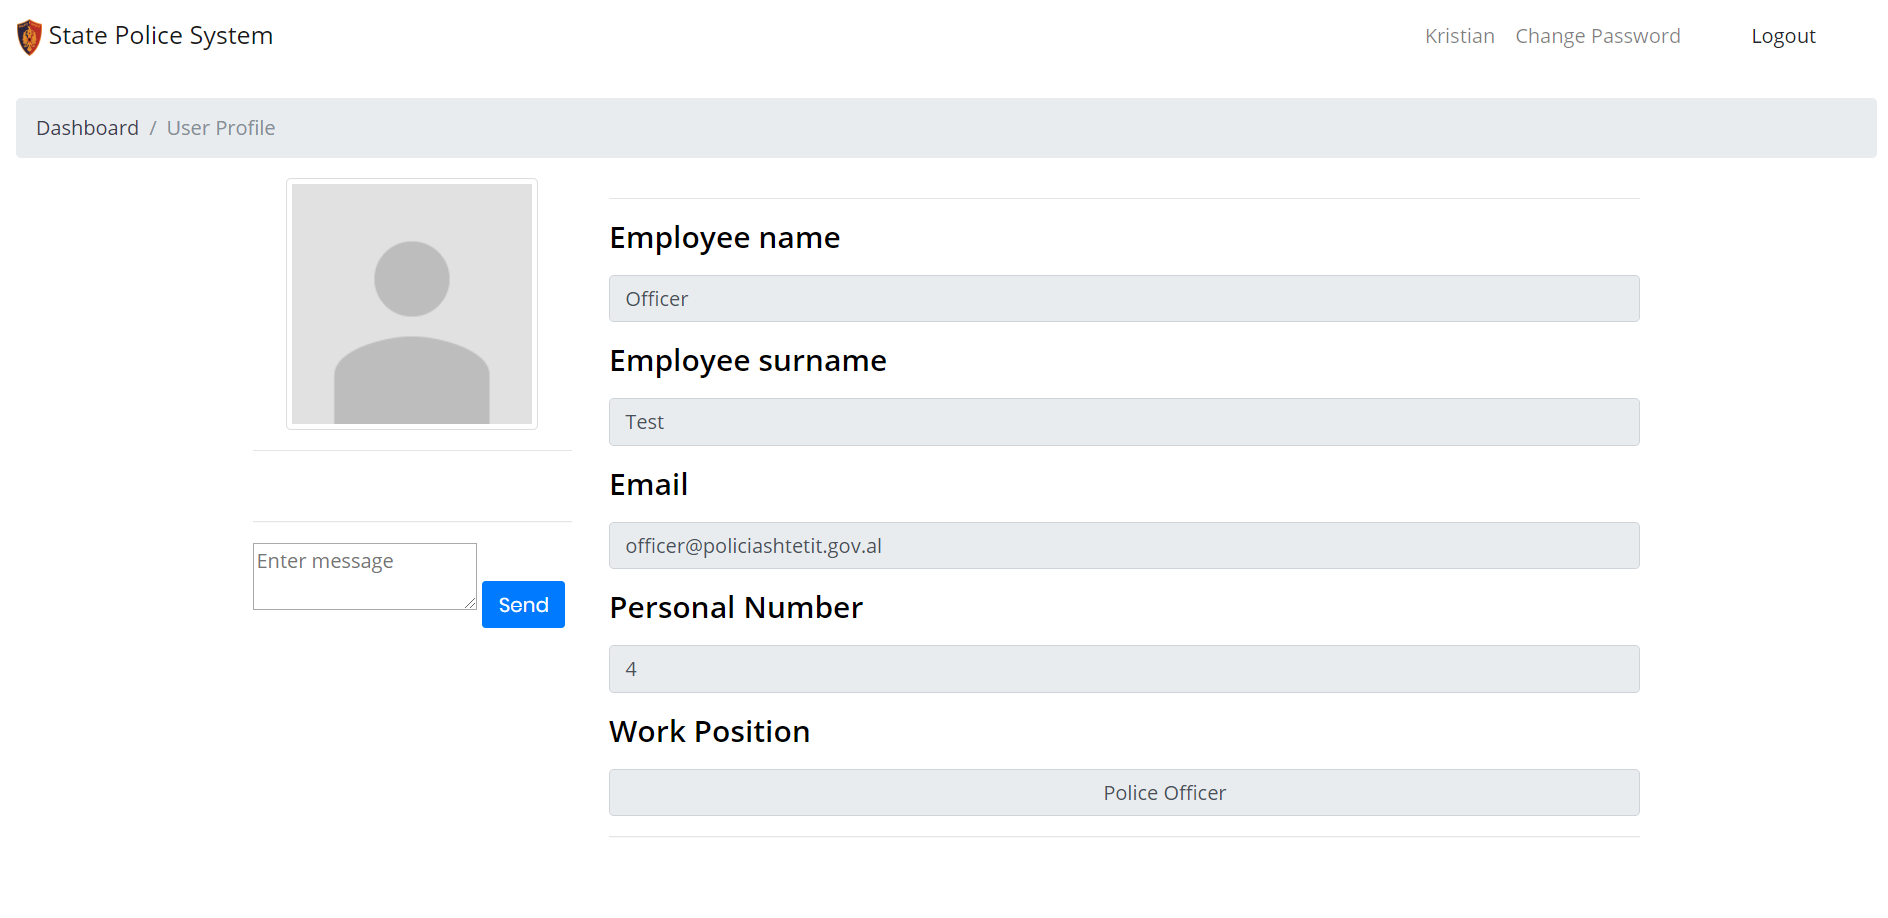 State Police System
Kristian Change Password Logout
Dashboard / User Profile
Employee name
Officer
Employee surname
Test
Email
officer@policiashtetit.gov.al
Personal Number
4
Work Position
Police Officer
Enter message
Send